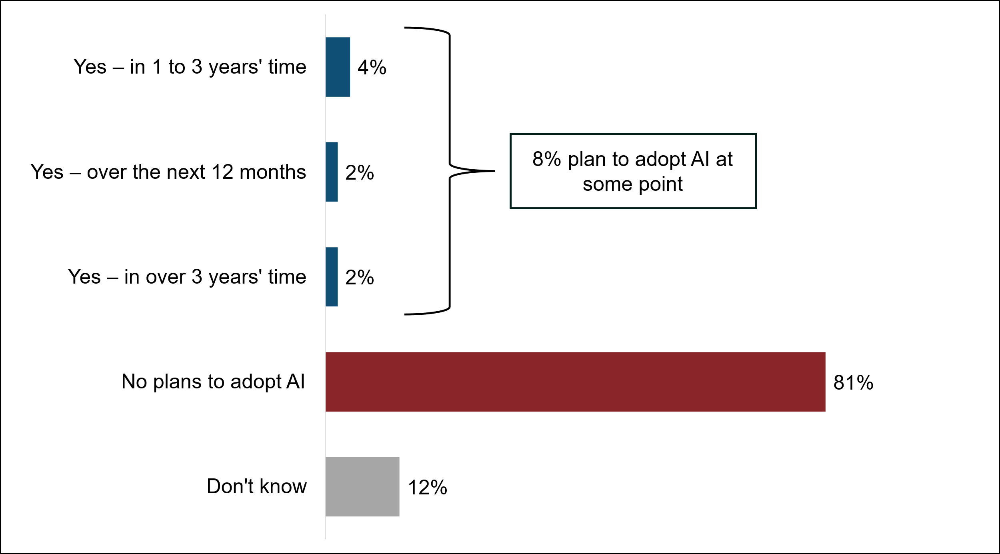 Yes – in 1 to 3 years' time 4%
Yes – over the next 12 months 2%
8% plan to adopt AI at
some point
Yes – in over 3 years' time 2%
No plans to adopt AI 81%
Don't know 12%